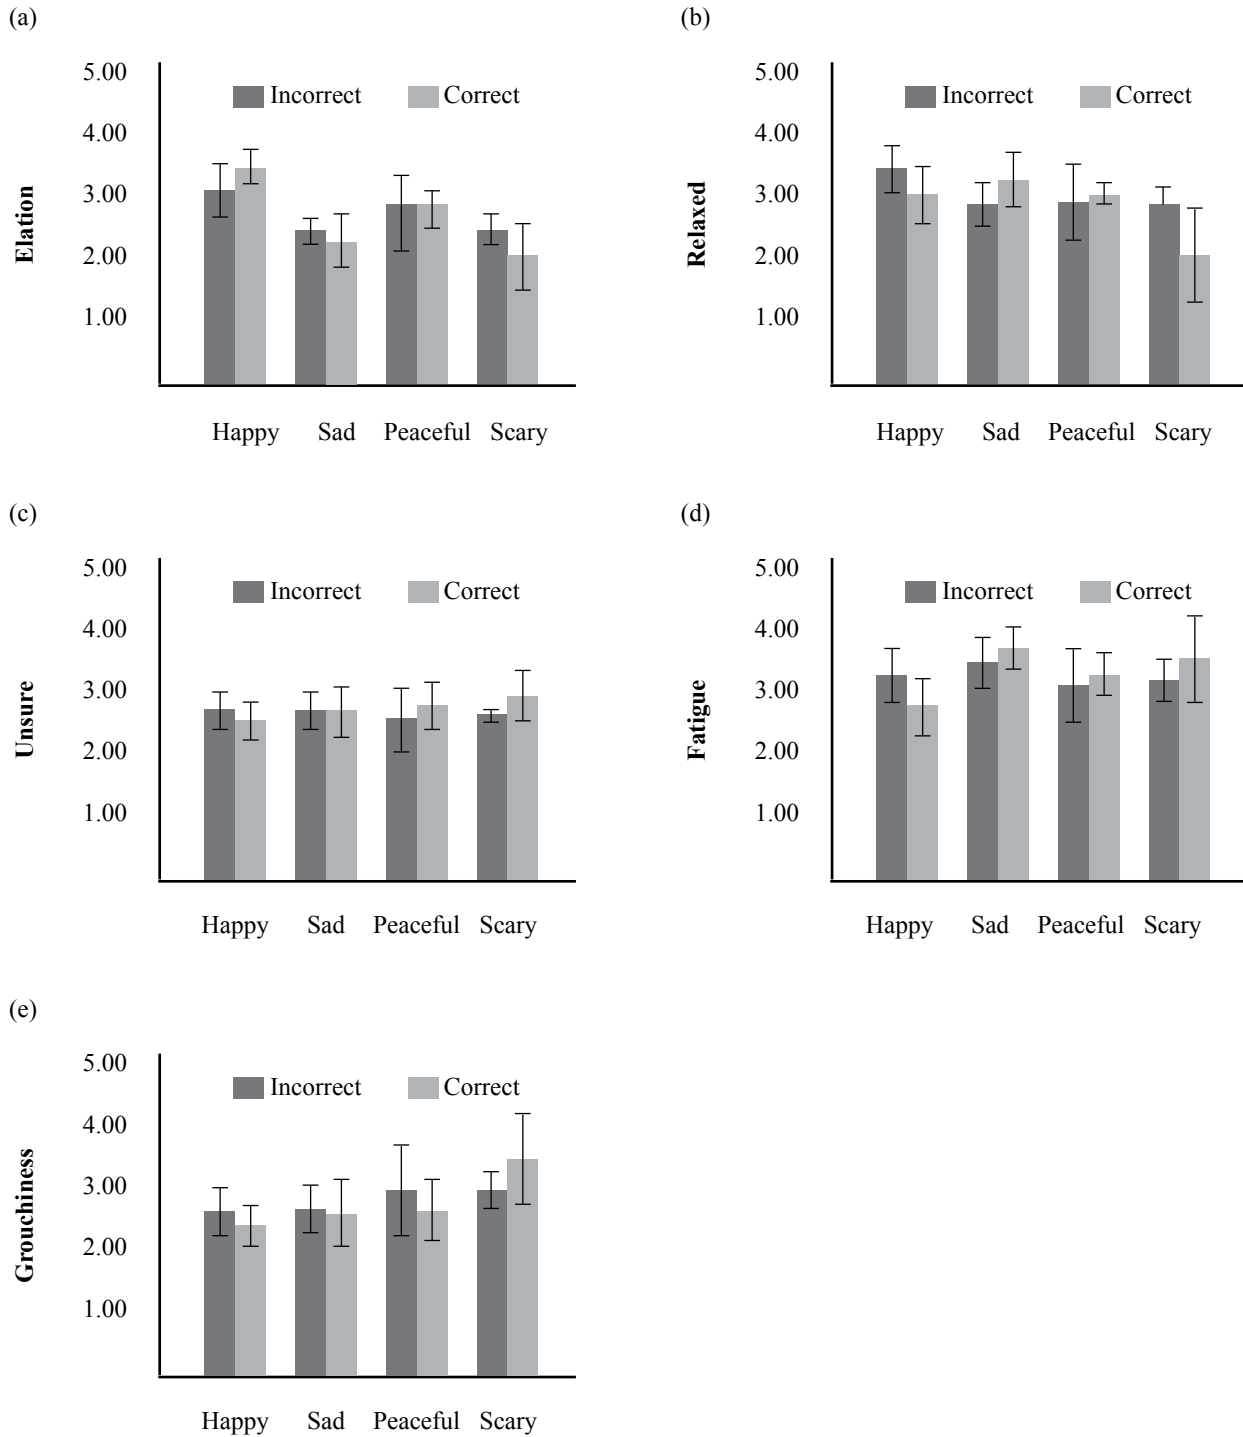 (a)
5.00
Incorrect Correct
4.00
3.00
2.00
1.00
Elation
Happy Sad Peaceful Scary
(b)
5.00
Incorrect Correct
4.00
3.00
2.00
1.00
Relaxed
Happy Sad Peaceful Scary
(c)
5.00
Incorrect Correct
4.00
3.00
2.00
1.00
Unsure
Happy Sad Peaceful Scary
(d)
5.00
Incorrect Correct
4.00
3.00
2.00
1.00
Fatigue
Happy Sad Peaceful Scary
(e)
5.00
Incorrect Correct
4.00
3.00
2.00
1.00
Grouchiness
Happy Sad Peaceful Scary